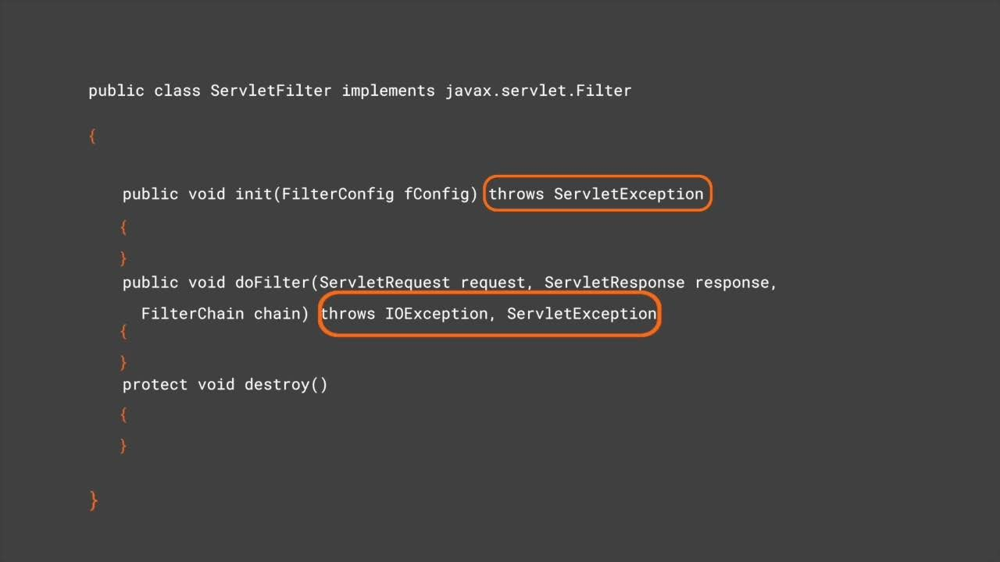 public class ServletFilter implements javax.servlet.Filter
{
public void init(FilterConfig fConfig) throws ServletException
{
}
public void doFilter(ServletRequest request, ServletResponse response,
FilterChain chain) throws IOException, ServletException
{
}
protect void destroy()
{
}
}